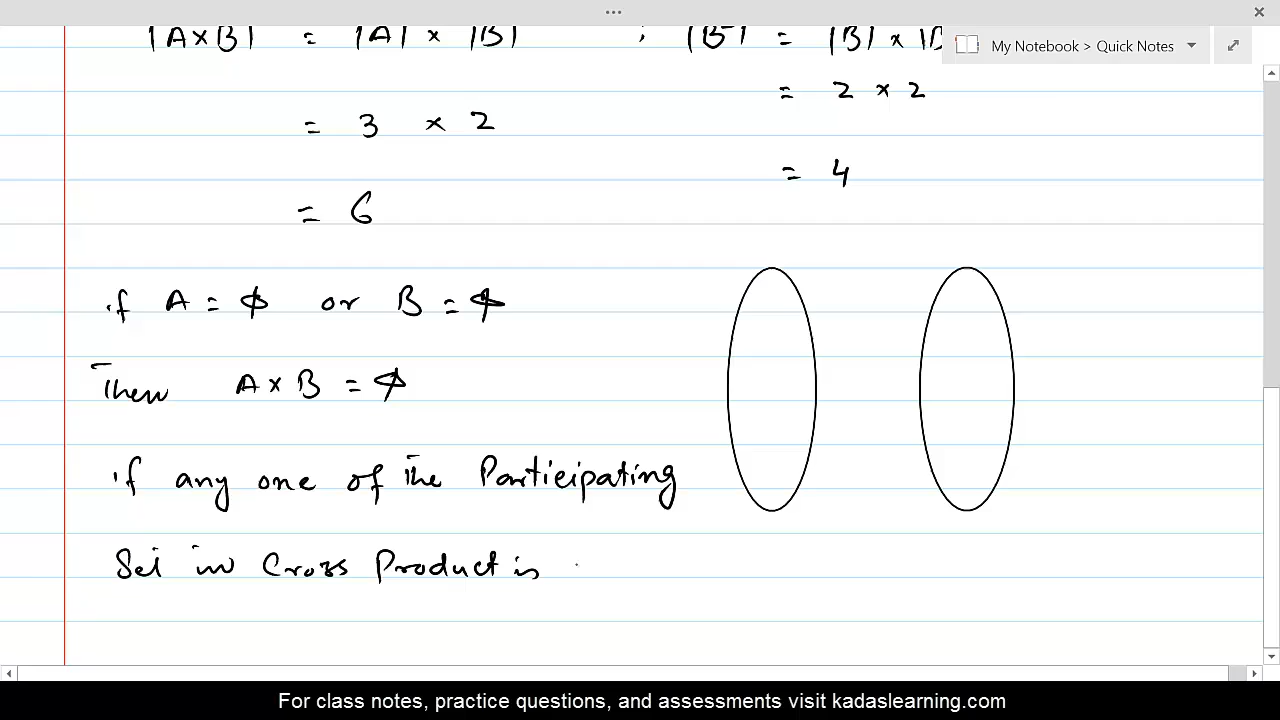 ...
My Notebook > Quick Notes
|A×B| = |A| × |B| ; |B²| = |B| ×
= 2 × 2
= 3 × 2
= 4
= 6
if A = φ or B = φ
Then A × B = φ
if any one of the Participating
Set in Cross Product is
For class notes, practice questions, and assessments visit kadaslearning.com